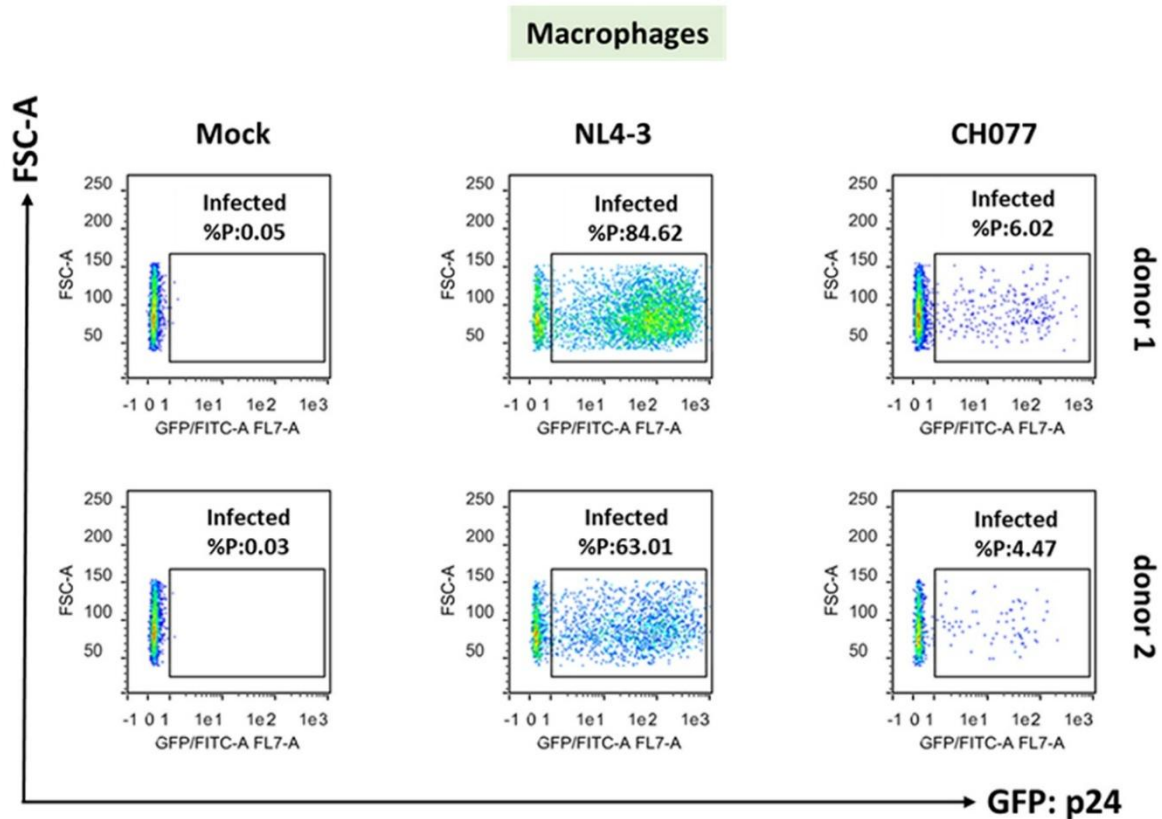 Macrophages
FSC-A
Mock
NL4-3
CH077
250
200
150
100
50
FSC-A
Infected
%P:0.05
-1 0 1 1e1 1e2 1e3
GFP/FITC-A FL7-A
250
200
150
100
50
FSC-A
Infected
%P:84.62
-1 0 1 1e1 1e2 1e3
GFP/FITC-A FL7-A
250
200
150
100
50
FSC-A
Infected
%P:6.02
-1 0 1 1e1 1e2 1e3
GFP/FITC-A FL7-A
donor 1
250
200
150
100
50
FSC-A
Infected
%P:0.03
-1 0 1 1e1 1e2 1e3
GFP/FITC-A FL7-A
250
200
150
100
50
FSC-A
Infected
%P:63.01
-1 0 1 1e1 1e2 1e3
GFP/FITC-A FL7-A
250
200
150
100
50
FSC-A
Infected
%P:4.47
-1 0 1 1e1 1e2 1e3
GFP/FITC-A FL7-A
donor 2
GFP: p24